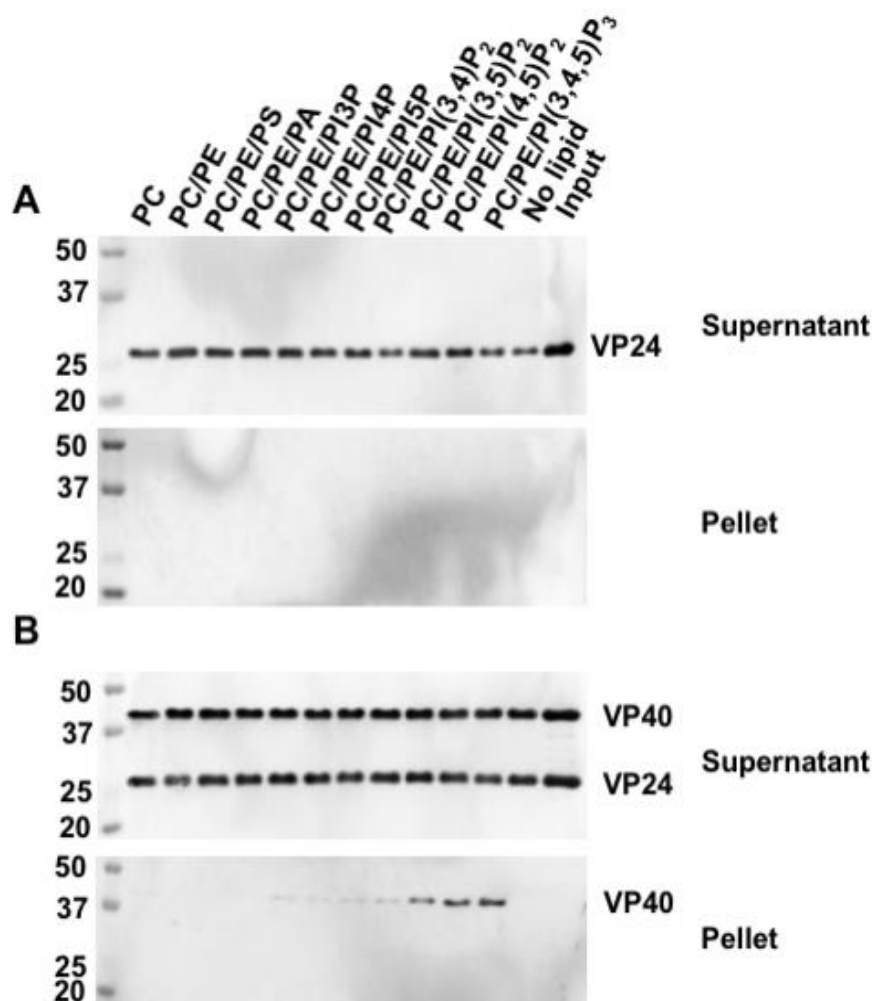 PC
PC/PE
PC/PE/PS
PC/PE/PA
PC/PE/PI3P
PC/PE/PI4P
PC/PE/PI5P
PC/PE/PI(3,4)P₂
PC/PE/PI(3,5)P₂
PC/PE/PI(4,5)P₂
PC/PE/PI(3,4,5)P₃
No lipid
Input
A
50
37
25
20
VP24
Supernatant
50
37
25
20
Pellet
B
50
37
25
20
VP40
VP24
Supernatant
50
37
25
20
VP40
Pellet